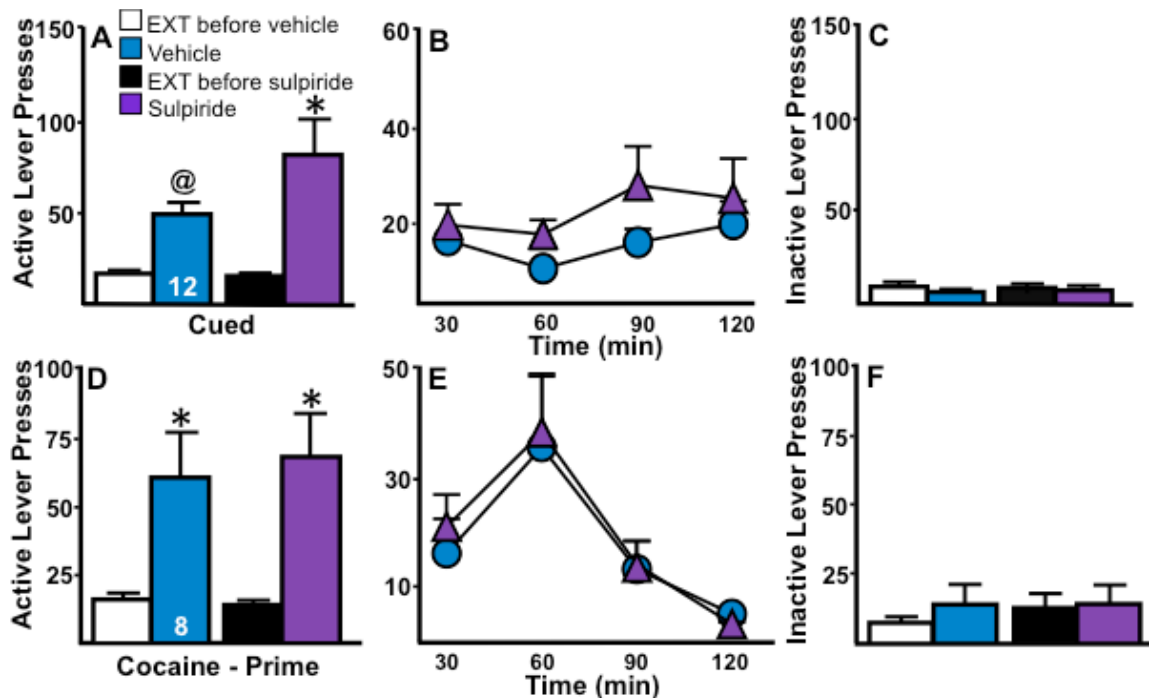 A
EXT before vehicle
Vehicle
EXT before sulpiride
Sulpiride
Active Lever Presses
150
100
50
@
*
12
Cued
B
60
40
20
30 60 90 120
Time (min)
C
Inactive Lever Presses
150
100
50
D
Active Lever Presses
100
75
50
25
*
*
8
Cocaine - Prime
E
50
30
10
30 60 90 120
Time (min)
F
Inactive Lever Presses
100
75
50
25